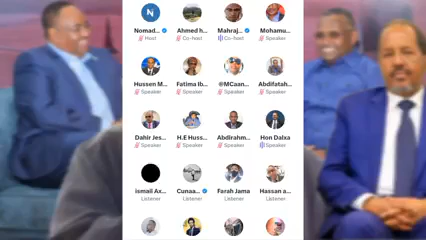 Nomad... Ahmed h... Mahraj... Mohamu...
Host Co-host Co-host Speaker
Hussen M... Fatima ib... @MCaan... Abdifatah...
Speaker Speaker Speaker Speaker
Dahir Jes... H.E Huss... Abdirahm... Hon Dalxa
Speaker Speaker Speaker Speaker
ismali Ax... Cunaa... Farah Jama Hassan a...
Listener Listener Listener Listener